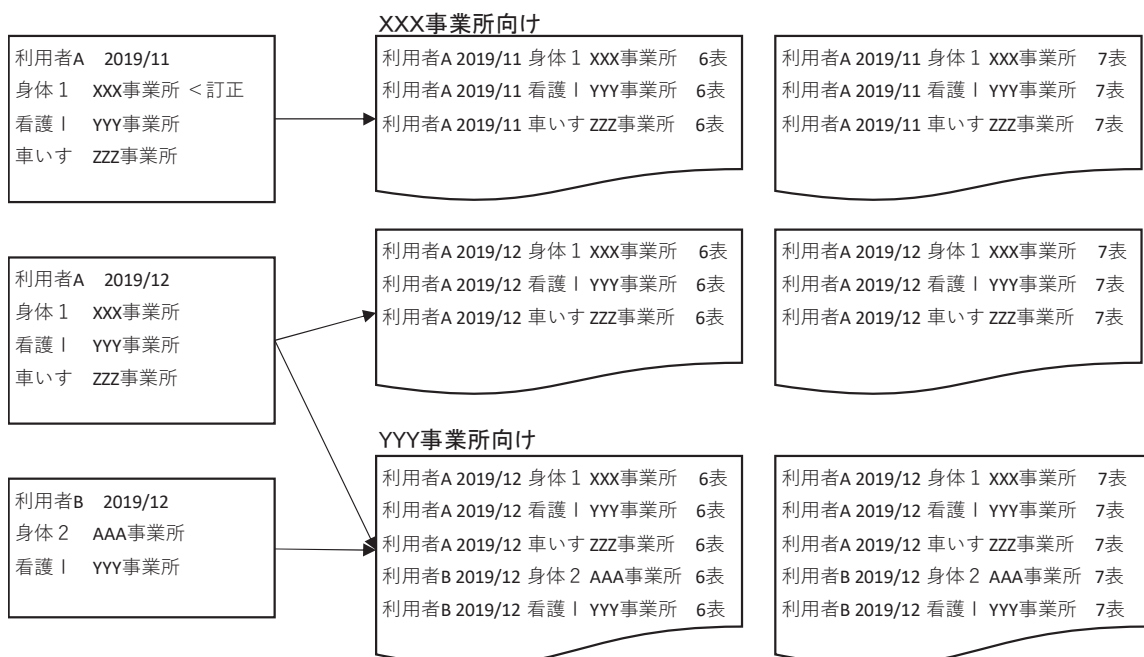 XXX事業所向け
利用者A 2019/11
身体1 XXX事業所 <訂正
看護Ⅰ YYY事業所
車いす ZZZ事業所
利用者A 2019/11 身体1 XXX事業所 6表
利用者A 2019/11 看護Ⅰ YYY事業所 6表
利用者A 2019/11 車いす ZZZ事業所 6表
利用者A 2019/11 身体1 XXX事業所 7表
利用者A 2019/11 看護Ⅰ YYY事業所 7表
利用者A 2019/11 車いす ZZZ事業所 7表
利用者A 2019/12
身体1 XXX事業所
看護Ⅰ YYY事業所
車いす ZZZ事業所
利用者A 2019/12 身体1 XXX事業所 6表
利用者A 2019/12 看護Ⅰ YYY事業所 6表
利用者A 2019/12 車いす ZZZ事業所 6表
利用者A 2019/12 身体1 XXX事業所 7表
利用者A 2019/12 看護Ⅰ YYY事業所 7表
利用者A 2019/12 車いす ZZZ事業所 7表
YYY事業所向け
利用者B 2019/12
身体2 AAA事業所
看護Ⅰ YYY事業所
利用者A 2019/12 身体1 XXX事業所 6表
利用者A 2019/12 看護Ⅰ YYY事業所 6表
利用者A 2019/12 車いす ZZZ事業所 6表
利用者B 2019/12 身体2 AAA事業所 6表
利用者B 2019/12 看護Ⅰ YYY事業所 6表
利用者A 2019/12 身体1 XXX事業所 7表
利用者A 2019/12 看護Ⅰ YYY事業所 7表
利用者A 2019/12 車いす ZZZ事業所 7表
利用者B 2019/12 身体2 AAA事業所 7表
利用者B 2019/12 看護Ⅰ YYY事業所 7表